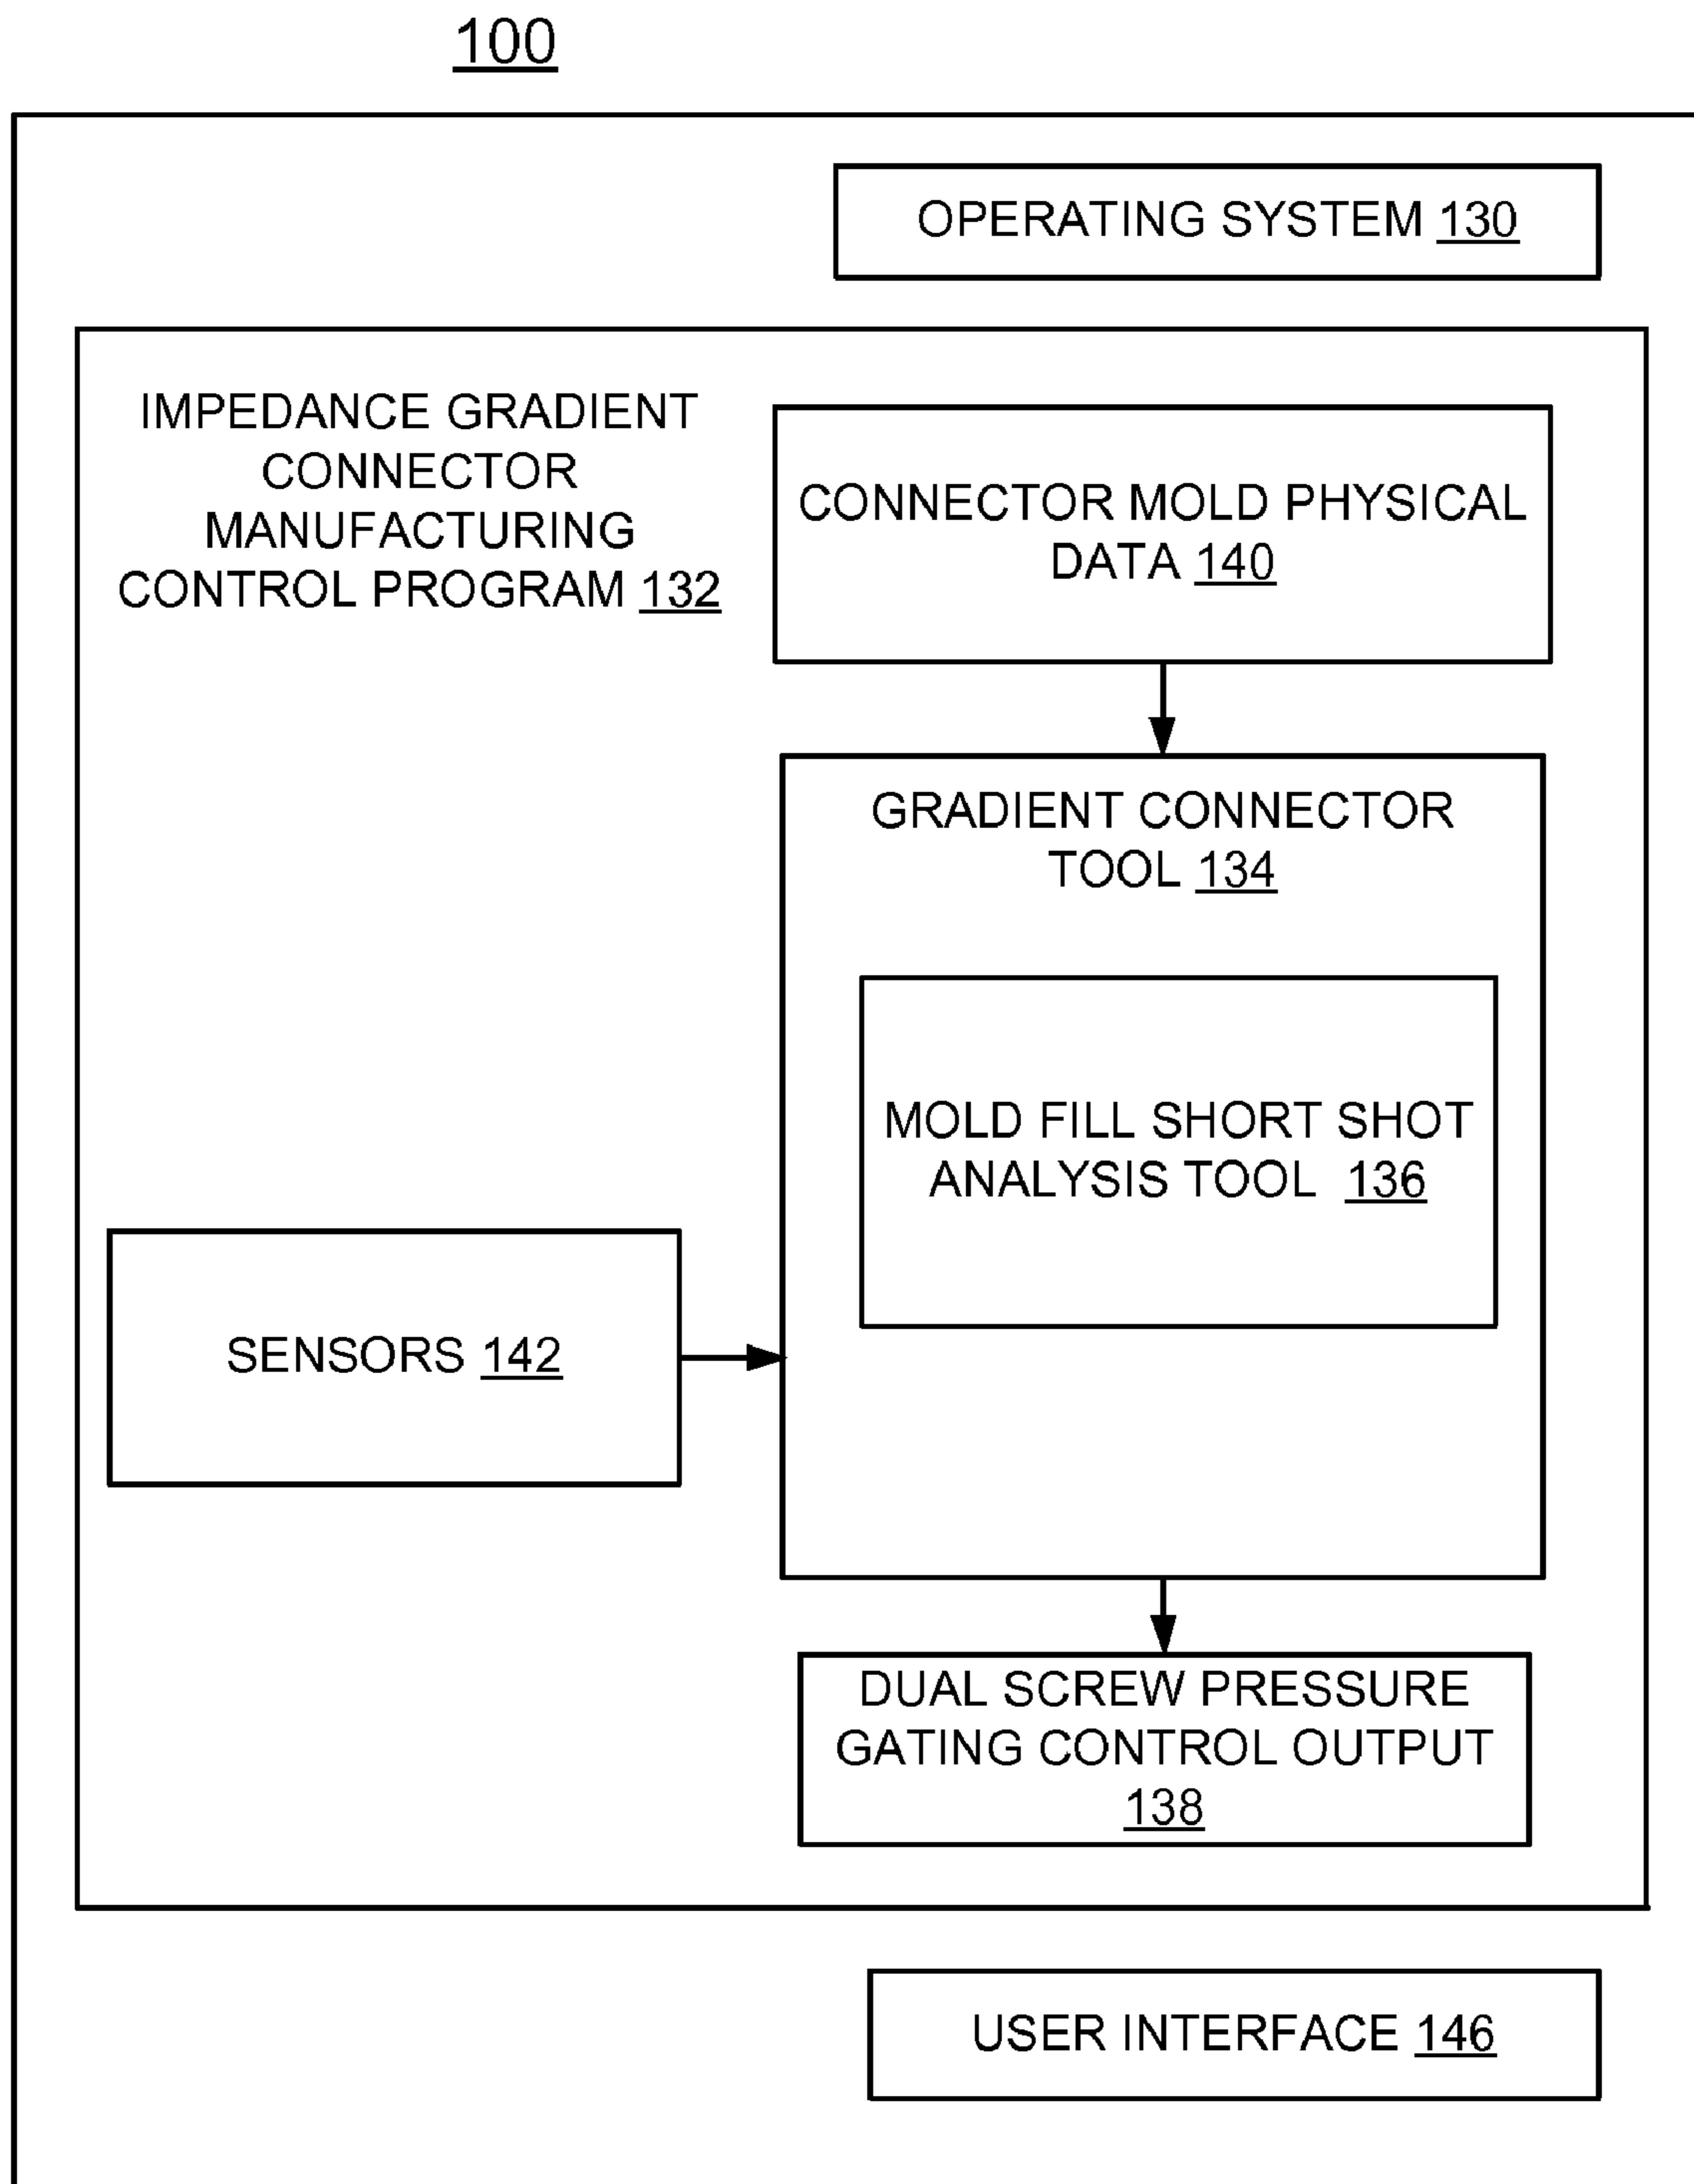 100
OPERATING SYSTEM 130
IMPEDANCE GRADIENT
CONNECTOR
MANUFACTURING
CONTROL PROGRAM 132
CONNECTOR MOLD PHYSICAL
DATA 140
GRADIENT CONNECTOR
TOOL 134
MOLD FILL SHORT SHOT
ANALYSIS TOOL 136
SENSORS 142
DUAL SCREW PRESSURE
GATING CONTROL OUTPUT
138
USER INTERFACE 146